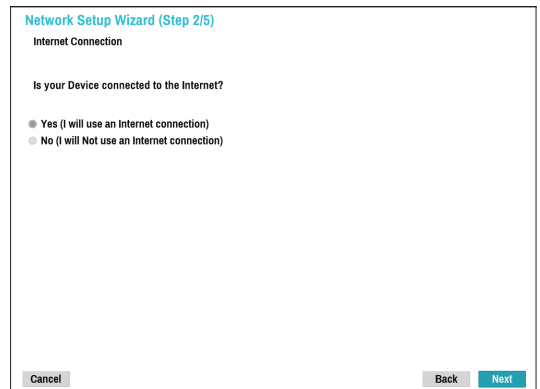 Network Setup Wizard (Step 2/5)
Internet Connection
Is your Device connected to the Internet?
Yes (I will use an Internet connection)
No (I will Not use an Internet connection)
Cancel Back Next